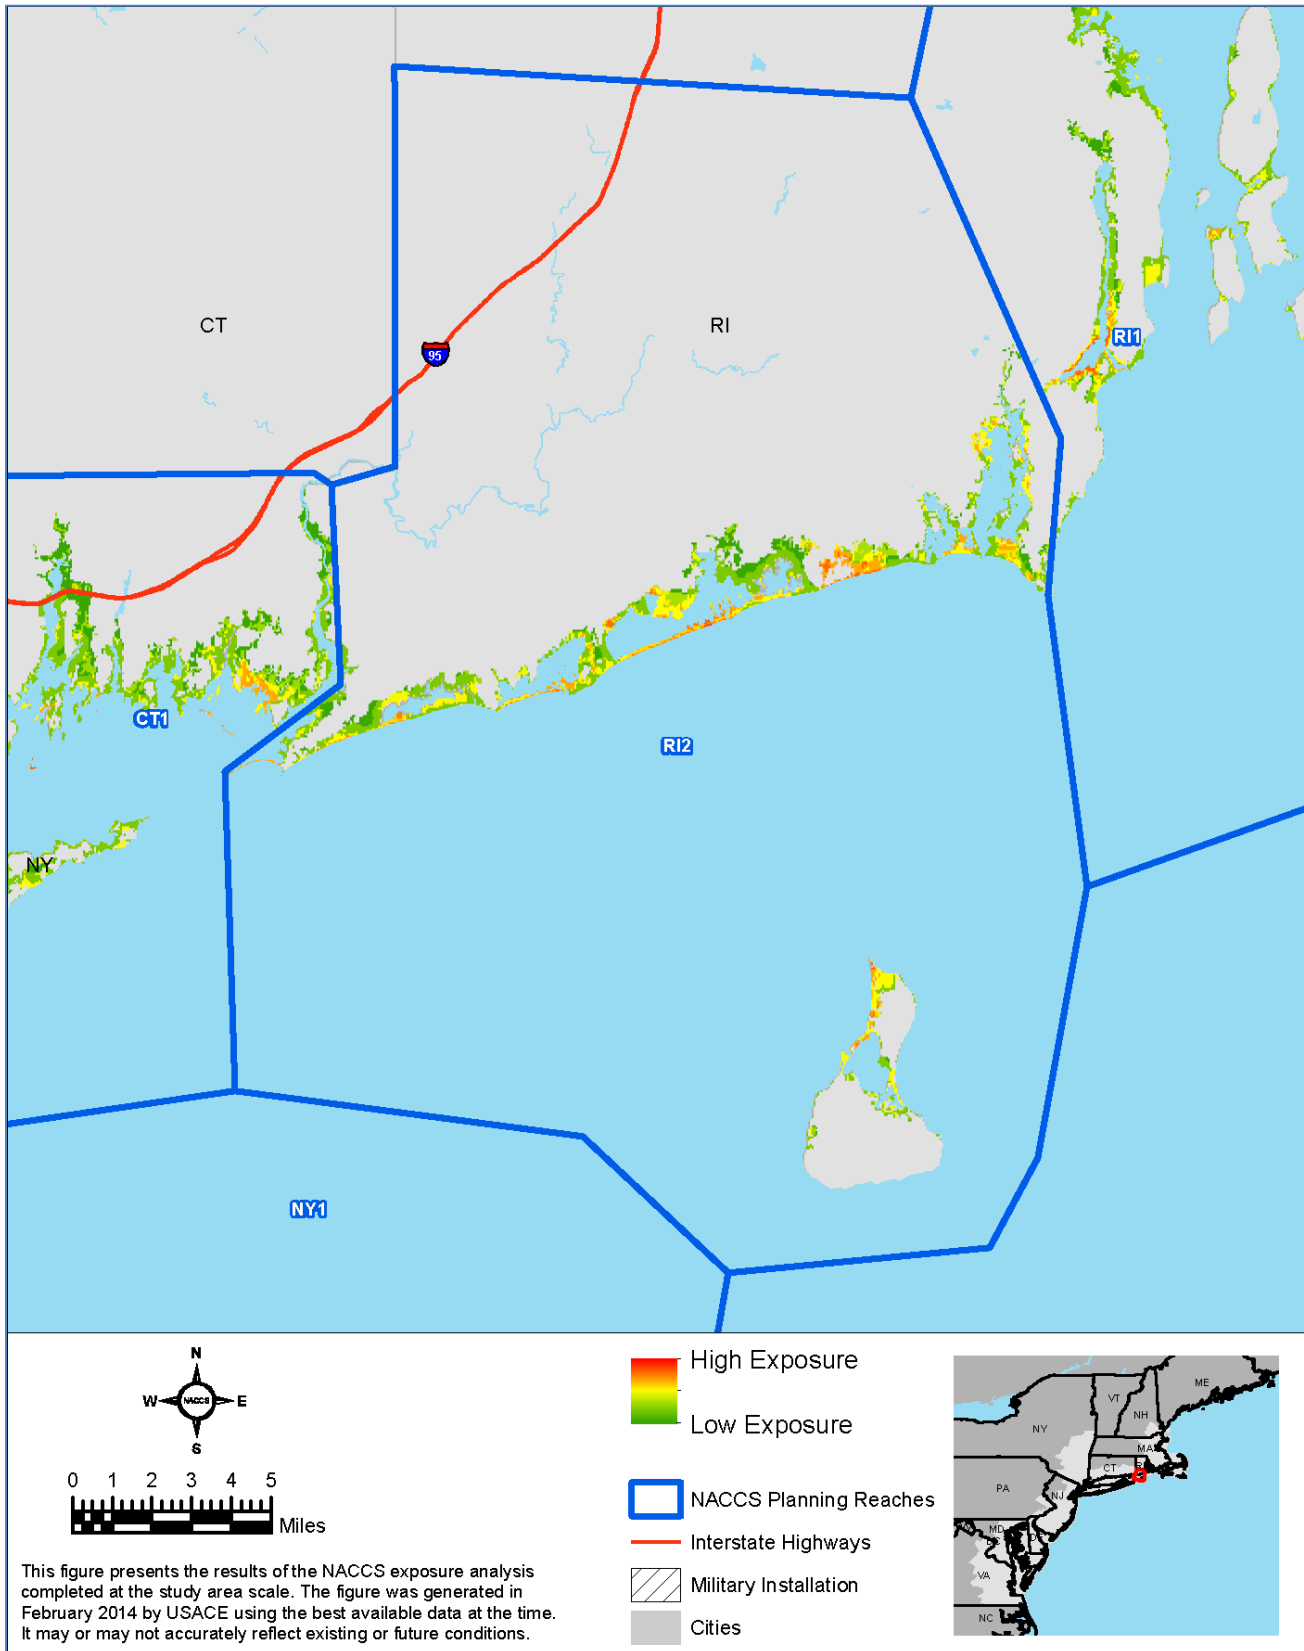 CT
RI
95
RI1
CT1
RI2
NY
NY1
N
W
NACCS
E
S
0 1 2 3 4 5
Miles
This figure presents the results of the NACCS exposure analysis
completed at the study area scale. The figure was generated in
February 2014 by USACE using the best available data at the time.
It may or may not accurately reflect existing or future conditions.
High Exposure
Low Exposure
NACCS Planning Reaches
Interstate Highways
Military Installation
Cities
ME
VT
NH
NY
MA
CT
PA
NJ
MD
VA
NC